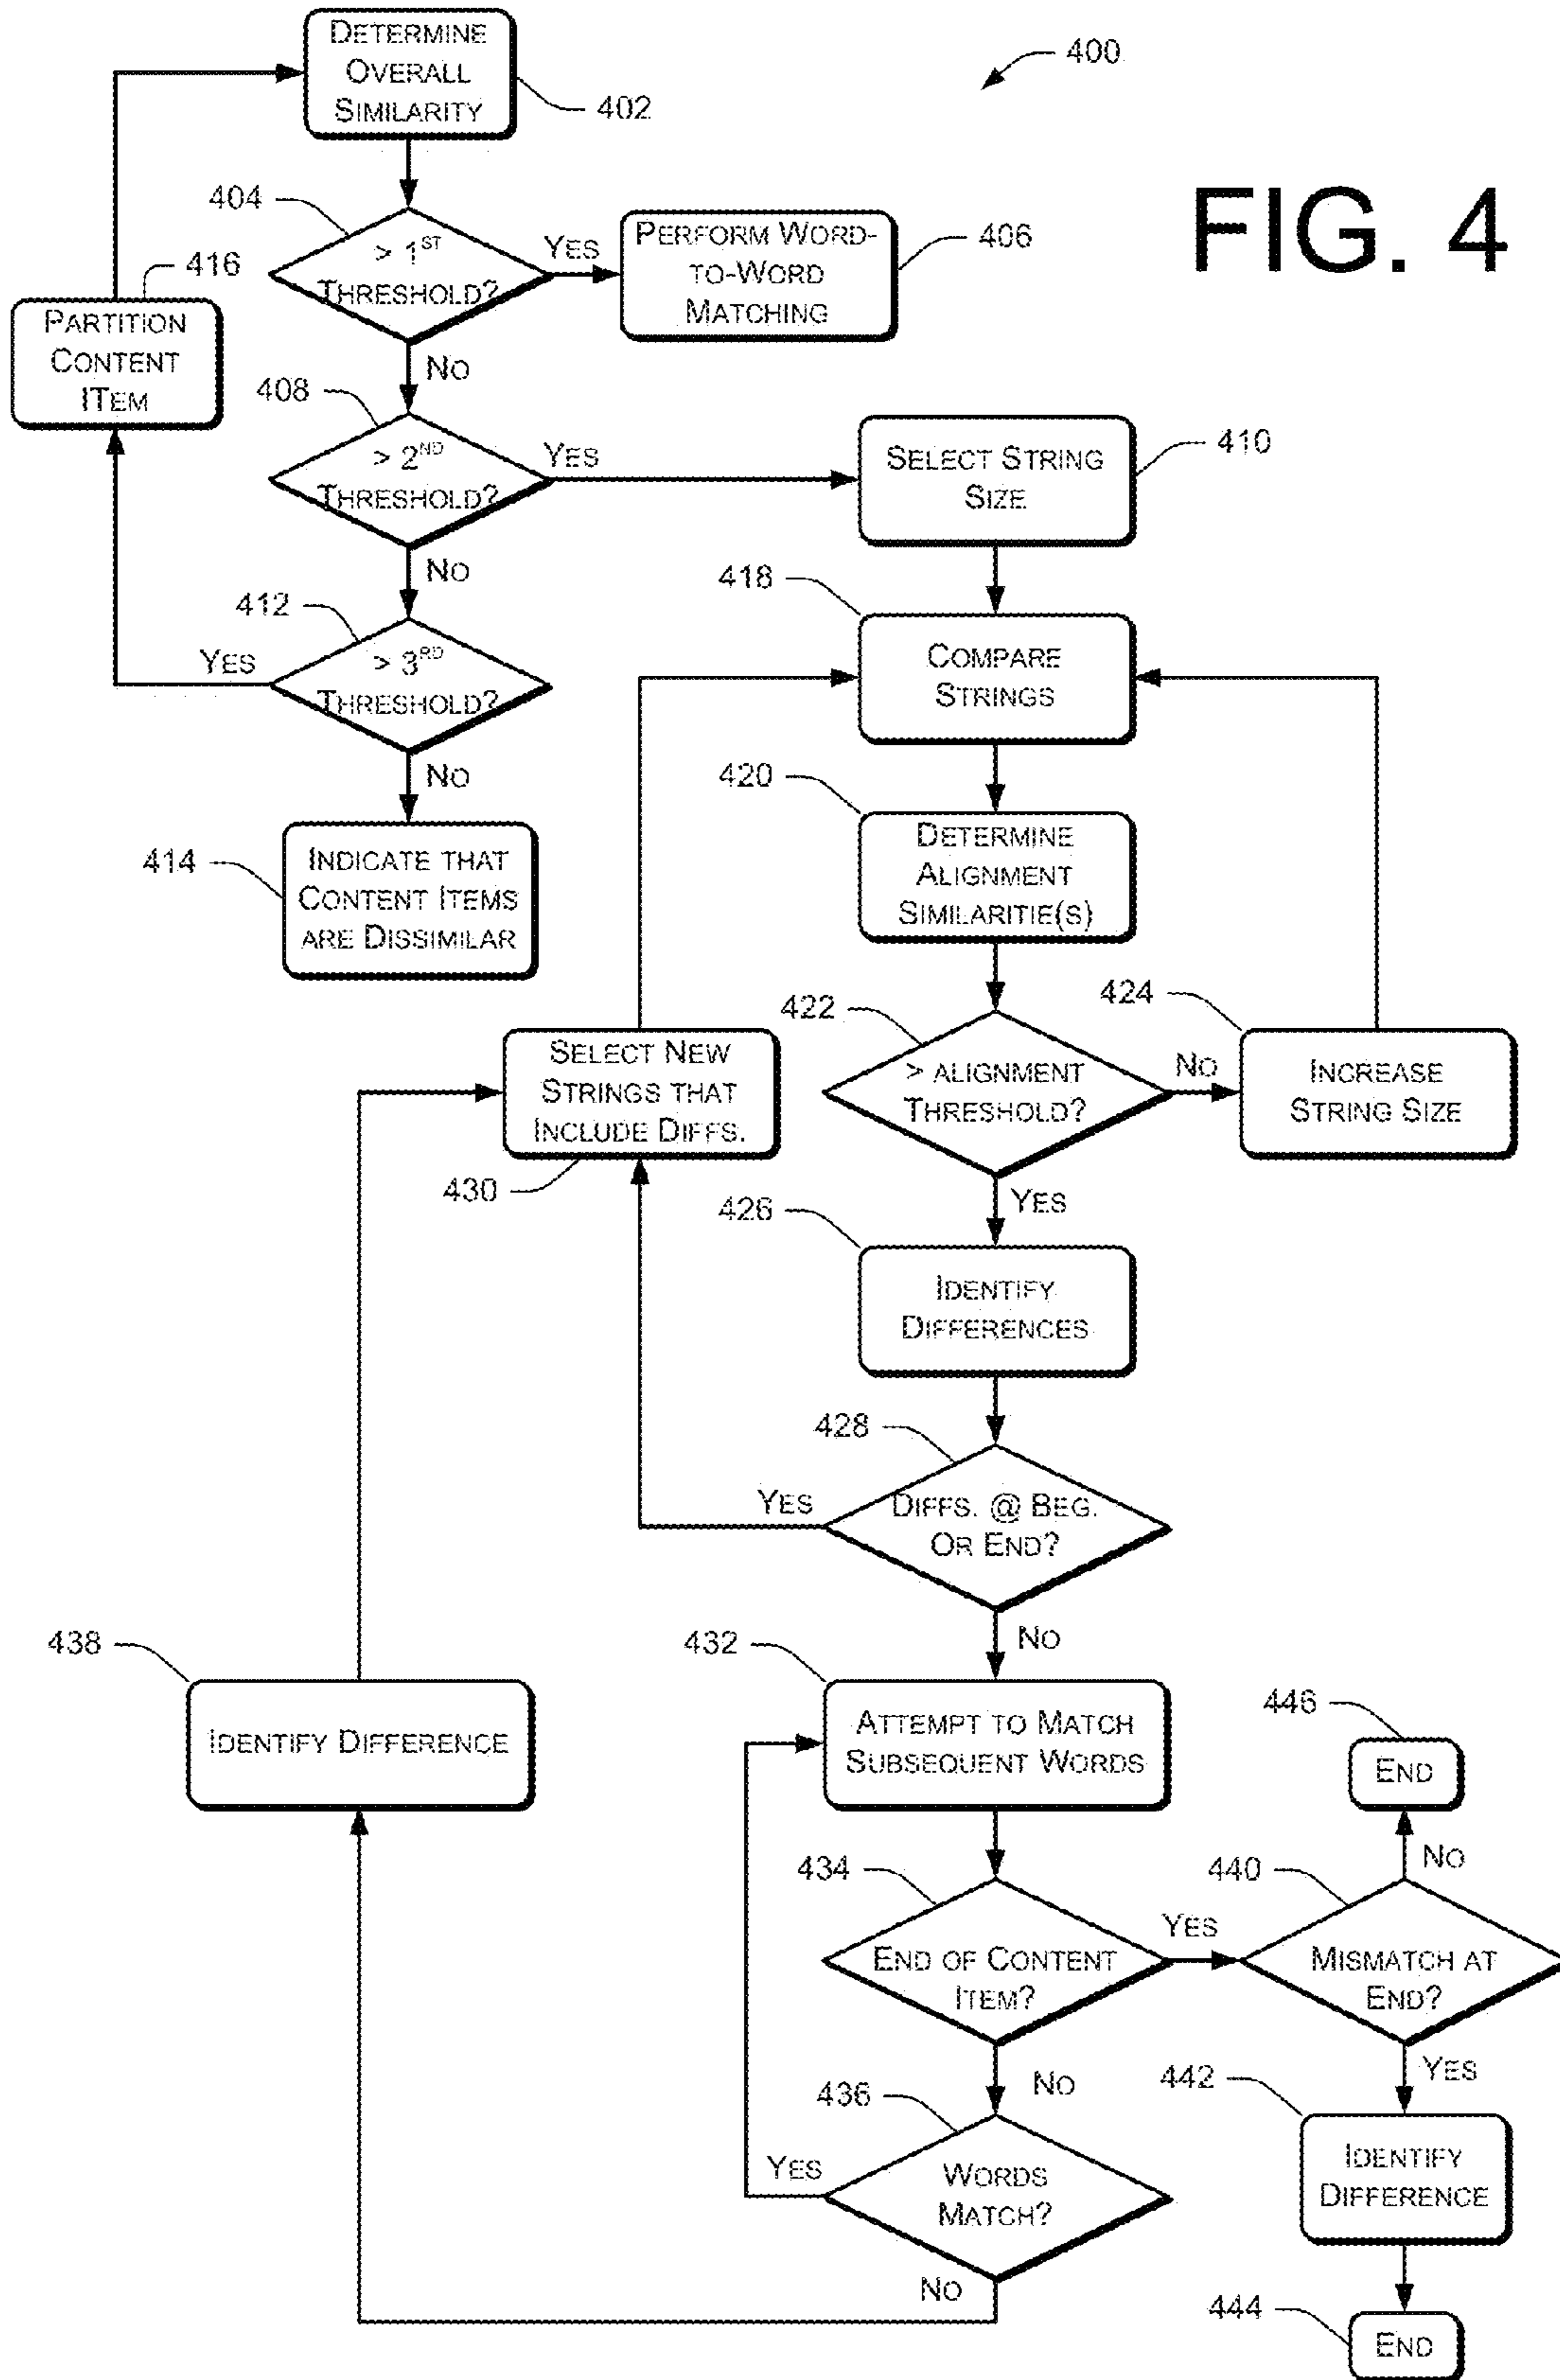 DETERMINE
OVERALL
SIMILARITY
402
400
FIG. 4
404
> 1ST
THRESHOLD?
YES
PERFORM WORD-
TO-WORD
MATCHING
406
416
PARTITION
CONTENT
ITEM
NO
408
> 2ND
THRESHOLD?
YES
SELECT STRING
SIZE
410
NO
412
> 3RD
THRESHOLD?
YES
418
COMPARE
STRINGS
NO
414
INDICATE THAT
CONTENT ITEMS
ARE DISSIMILAR
420
DETERMINE
ALIGNMENT
SIMILARITIE(S)
422
> ALIGNMENT
THRESHOLD?
NO
424
INCREASE
STRING SIZE
SELECT NEW
STRINGS THAT
INCLUDE DIFFS.
430
YES
426
IDENTIFY
DIFFERENCES
428
DIFFS. @ BEG.
OR END?
YES
NO
432
ATTEMPT TO MATCH
SUBSEQUENT WORDS
438
IDENTIFY DIFFERENCE
446
END
NO
434
END OF CONTENT
ITEM?
YES
440
MISMATCH AT
END?
NO
YES
436
WORDS
MATCH?
YES
NO
442
IDENTIFY
DIFFERENCE
444
END